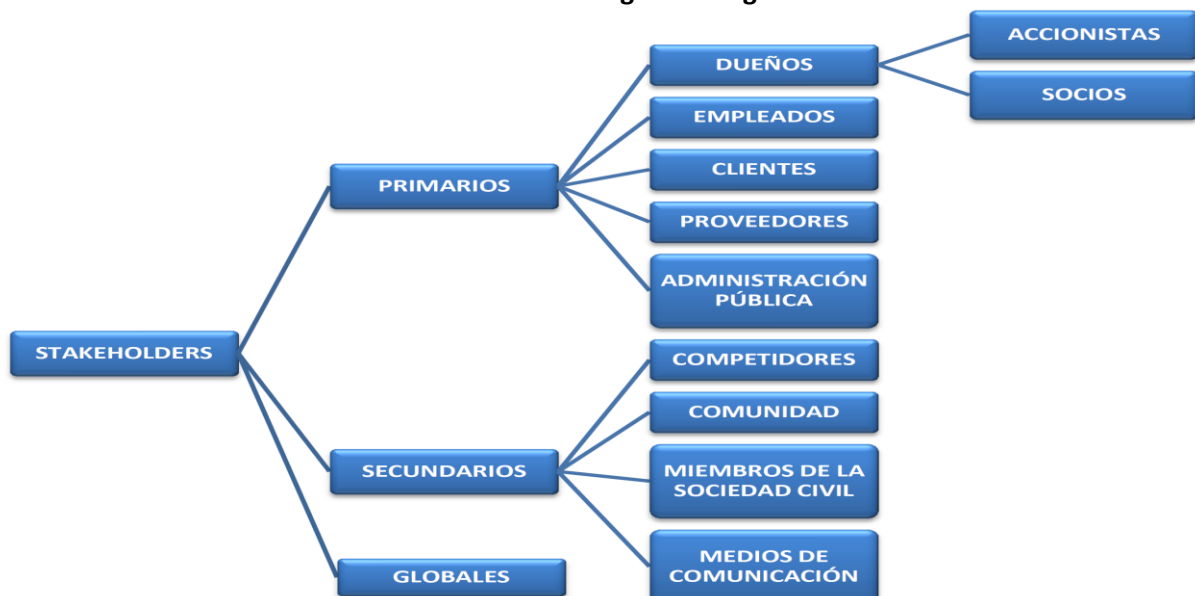 ACCIONISTAS
DUEÑOS
SOCIOS
EMPLEADOS
CLIENTES
PRIMARIOS
PROVEEDORES
ADMINISTRACIÓN
PÚBLICA
STAKEHOLDERS
COMPETIDORES
COMUNIDAD
SECUNDARIOS
MIEMBROS DE LA
SOCIEDAD CIVIL
MEDIOS DE
COMUNICACIÓN
GLOBALES